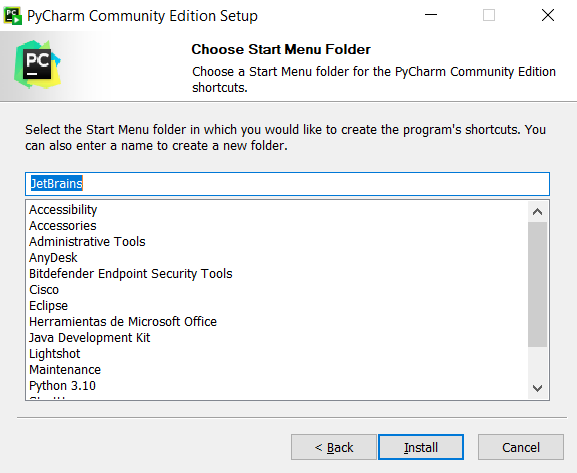 PyCharm Community Edition Setup
PC
Choose Start Menu Folder
Choose a Start Menu folder for the PyCharm Community Edition
shortcuts.
Select the Start Menu folder in which you would like to create the program's shortcuts. You
can also enter a name to create a new folder.
JetBrains
Accessibility
Accessories
Administrative Tools
AnyDesk
Bitdefender Endpoint Security Tools
Cisco
Eclipse
Herramientas de Microsoft Office
Java Development Kit
Lightshot
Maintenance
Python 3.10
< Back
Install
Cancel